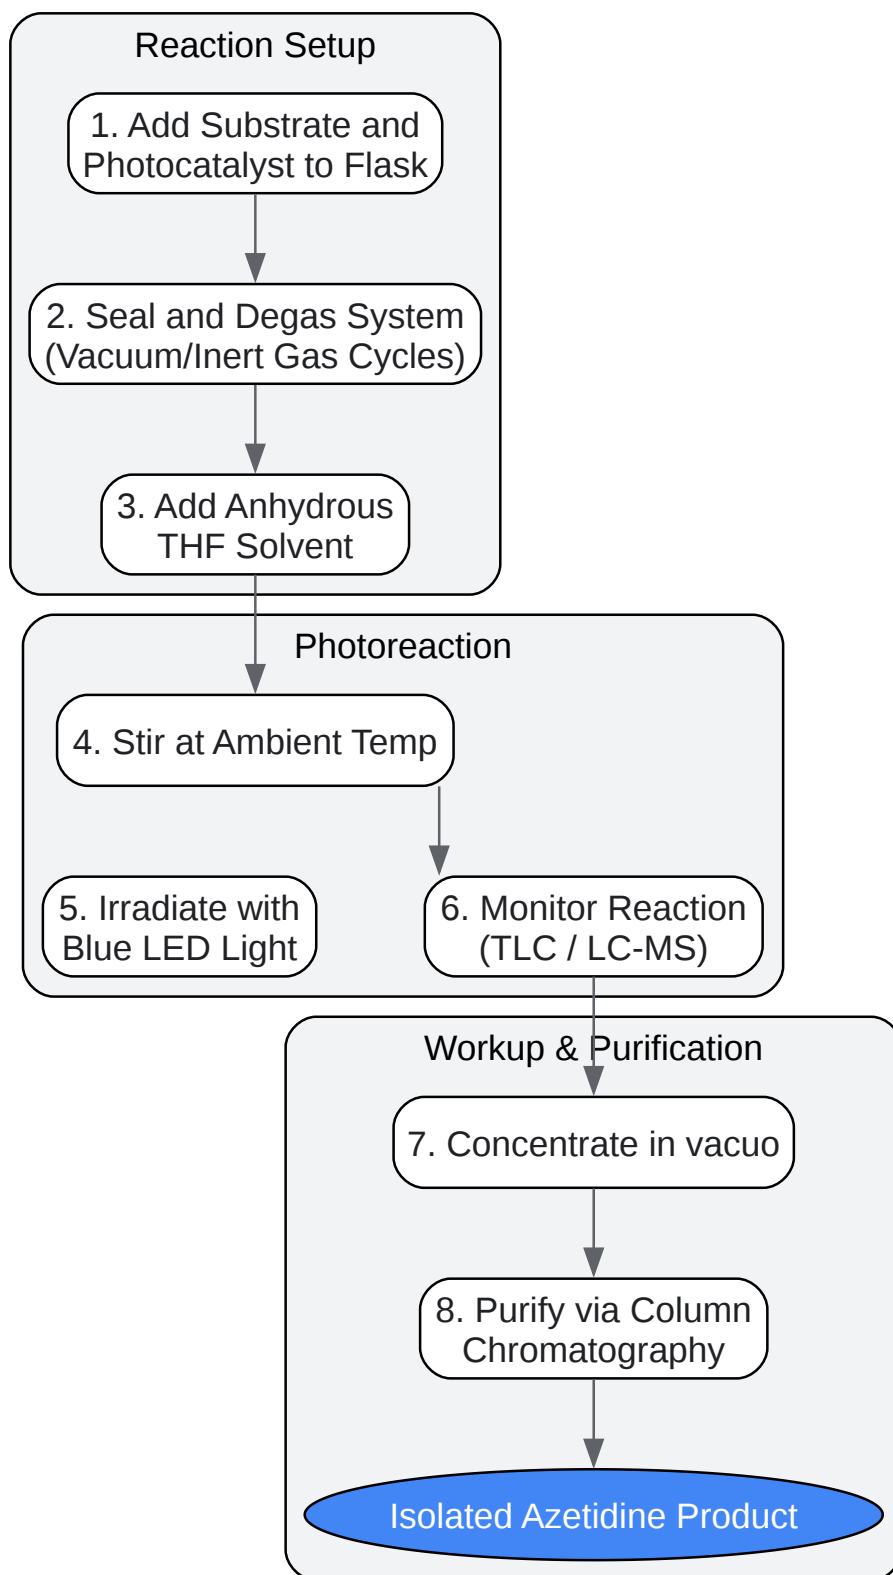 Reaction Setup
1. Add Substrate and
Photocatalyst to Flask
2. Seal and Degas System
(Vacuum/Inert Gas Cycles)
3. Add Anhydrous
THF Solvent
Photoreaction
4. Stir at Ambient Temp
5. Irradiate with
Blue LED Light
6. Monitor Reaction
(TLC / LC-MS)
Workup & Purification
7. Concentrate in vacuo
8. Purify via Column
Chromatography
Isolated Azetidine Product